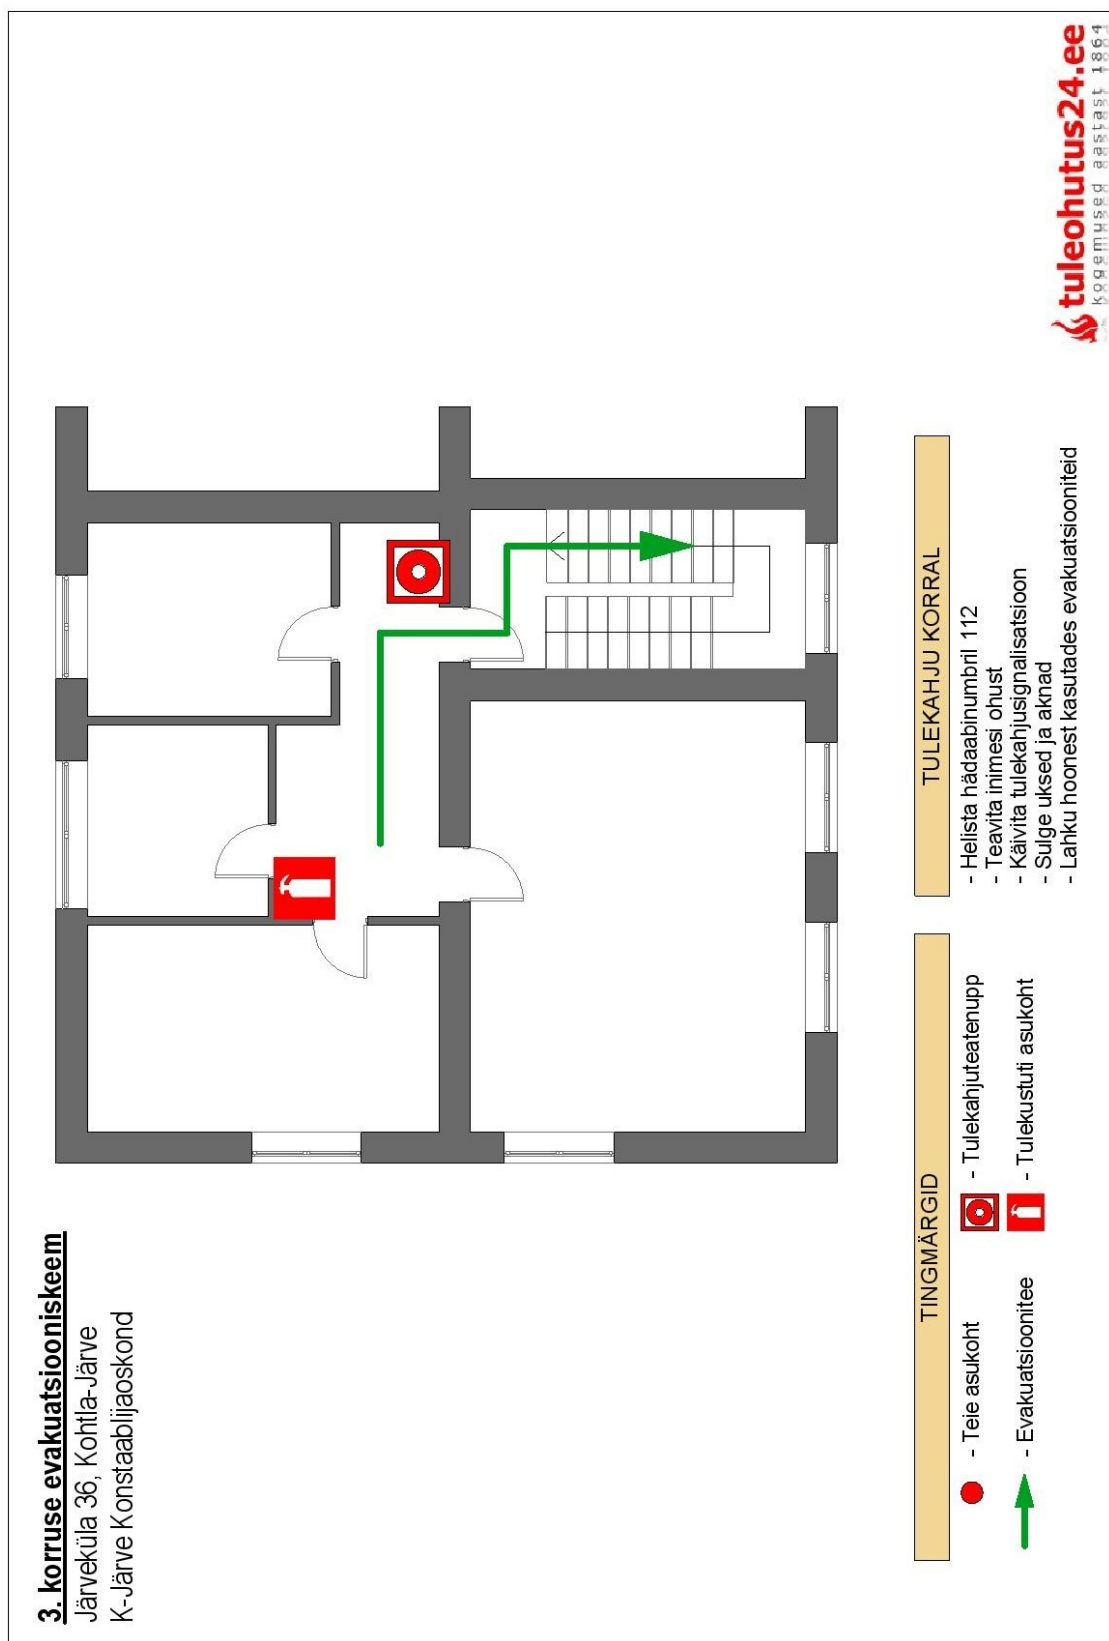 3. korruse evakuatsiooniskeem
Järveküla 36, Kohtla-Järve
K-Järve Konstaablijaoskond
TINGMÄRGID
- Teie asukoht
- Tulekahjuteatenupp
- Evakuatsioonitee
- Tulekustuti asukoht
TULEKAHJU KORRAL
- Helista hädaabinumbril 112
- Teavita inimesi ohust
- Käivita tulekahjusignalisatsioon
- Sulge uksed ja aknad
- Lahku hoonest kasutades evakuatsiooniteid
tuleohutus24.ee
kogemused aastast 1864